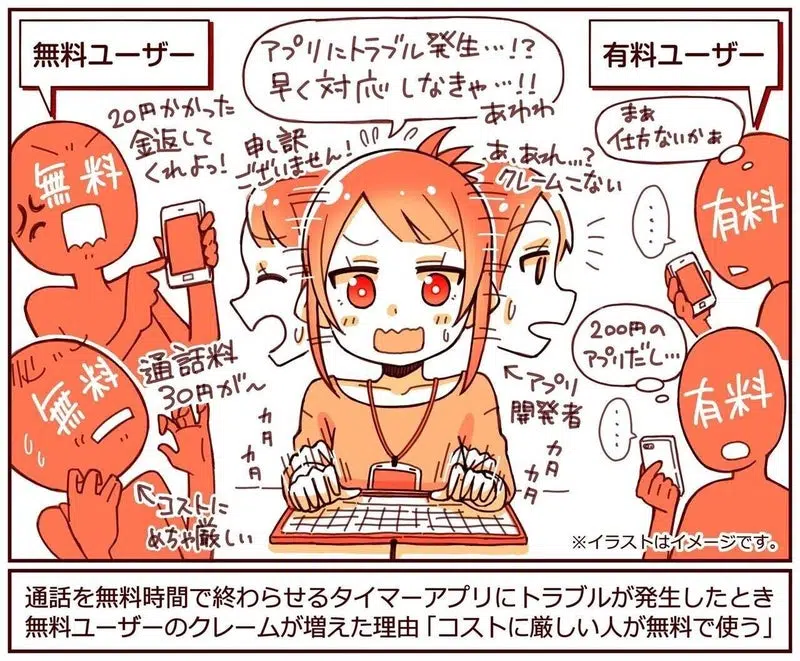 無料ユーザー
アプリにトラブル発生…!?
早く対応しなきゃ…!!
あわわ
有料ユーザー
20円かかった
金返して
くれよっ!
無料
申し訳
ございません!
あ、あれ…?
クレームこない
まぁ
仕方ないかぁ
……
有料
無料
通話料
30円が〜
200円の
アプリだし…
……
有料
アプリ
開発者
カタ
カタ
カタ
カタ
コストに
めちゃ厳しい
※イラストはイメージです。
通話を無料時間で終わらせるタイマーアプリにトラブルが発生したとき
無料ユーザーのクレームが増えた理由「コストに厳しい人が無料で使う」